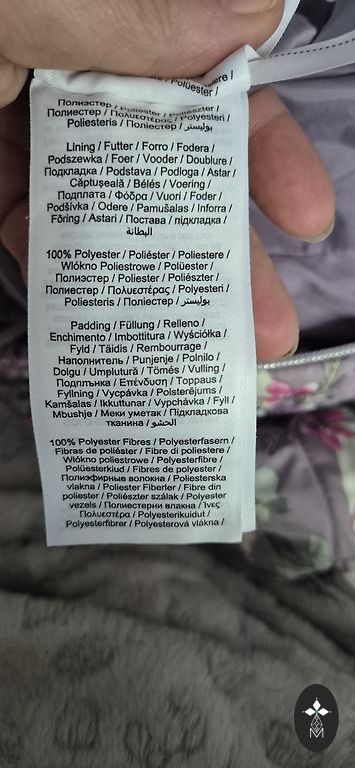 Polüester /
Полиэстер / Poliester / Poliészter /
Полиестер / Πολυεστέρας / Polyesteri /
Poliesteris / Поліестер / بوليستر
Lining / Futter / Forro / Fodera /
Podszewka / Foer / Vooder / Doublure /
Подкладка / Podstava / Podloga / Astar /
Căptușeală / Bélés / Voering /
Подплата / Φόδρα / Vuori / Foder /
Podšívka / Odere / Pamušalas / Inforra /
Fôring / Astari / Постава / підкладка /
البطانة
100% Polyester / Poliéster / Poliestere /
Włókno Poliestrowe / Polüester /
Полиэстер / Poliester / Poliészter /
Полиестер / Πολυεστέρας / Polyesteri /
Poliesteris / Поліестер / بوليستر
Padding / Füllung / Relleno /
Enchimento / Imbottitura / Wyściółka /
Fyld / Täidis / Rembourrage /
Наполнитель / Punjenje / Polnilo /
Dolgu / Umplutură / Tömés / Vulling /
Подплънка / Επένδυση / Toppaus /
Fyllning / Vycpávka / Polsterējums /
Kamšalas / Ikkuttunar / Vypchávka / Fyll /
Mbushje / Меки уметак / Підкладкова
тканина / الحشو
100% Polyester Fibres / Polyesterfasern /
Fibras de poliéster / Fibre di poliestere /
Włókno poliestrowe / Polyesterfibre /
Polüesterkiud / Fibres de polyester /
Полиэфирные волокна / Poliesterska
vlakna / Poliester Fiberler / Fibre din
poliester / Poliészter szálak / Polyester
vezels / Полиестерни влакна / Ίνες
Πολυεστέρα / Polyesterikuidut /
Polyesterfibrer / Polyesterová vlákna /
M